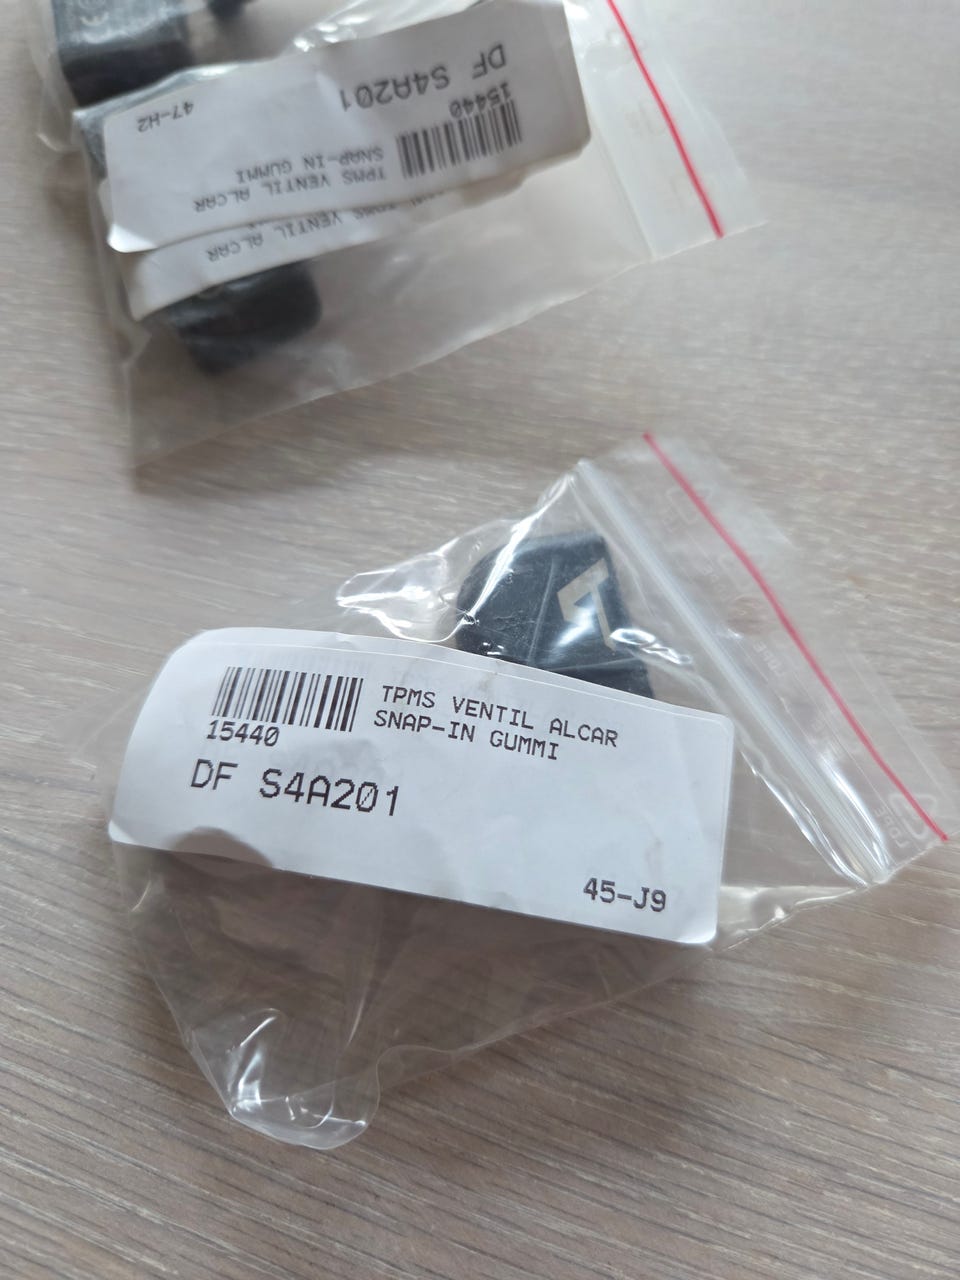 DF S4A201
15440
47-H2
TPMS VENTIL ALCAR
SNAP-IN GUMMI
TPMS VENTIL ALCAR
TPMS VENTIL ALCAR
SNAP-IN GUMMI
15440
DF S4A201
45-J9